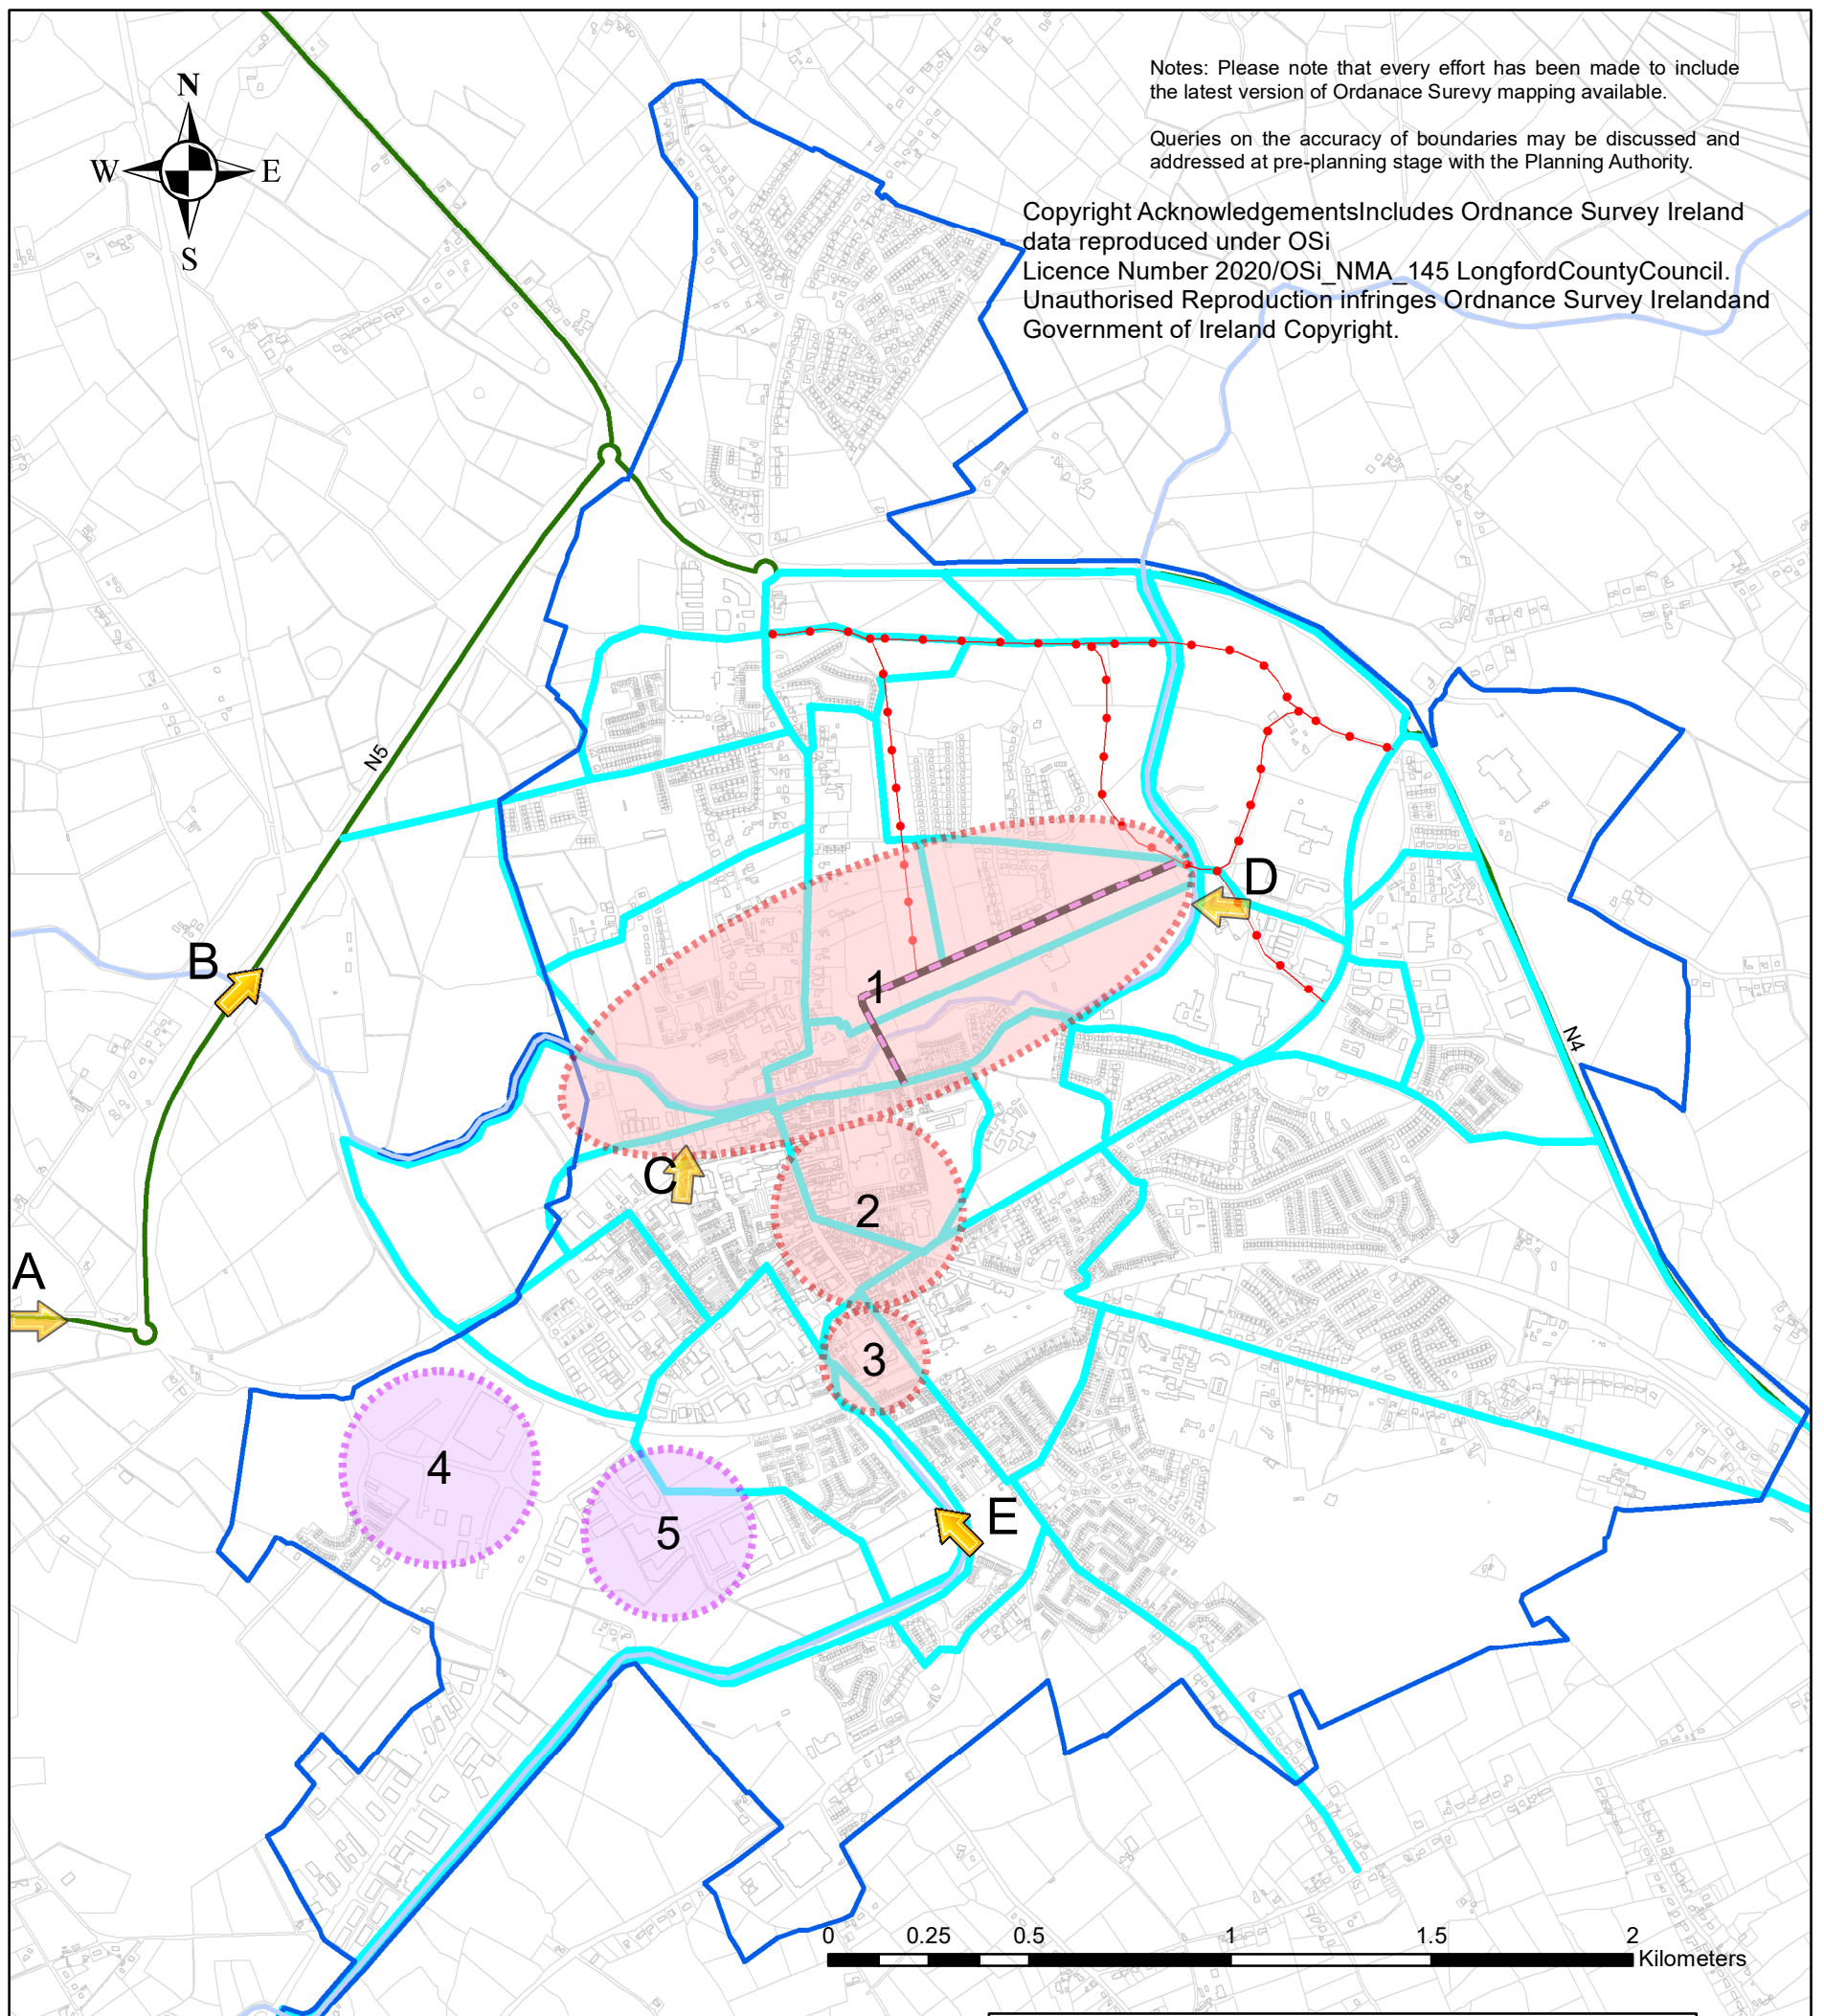 Notes: Please note that every effort has been made to include
the latest version of Ordanace Surevy mapping available.
Queries on the accuracy of boundaries may be discussed and
addressed at pre-planning stage with the Planning Authority.
Copyright AcknowledgementsIncludes Ordnance Survey Ireland
data reproduced under OSi
Licence Number 2020/OSi_NMA_145 LongfordCountyCouncil.
Unauthorised Reproduction infringes Ordnance Survey Irelandand
Government of Ireland Copyright.
N
W E
S
N5
D
B
1
N4
C
2
A
3
4
E
5
0 0.25 0.5 1 1.5 2
Kilometers